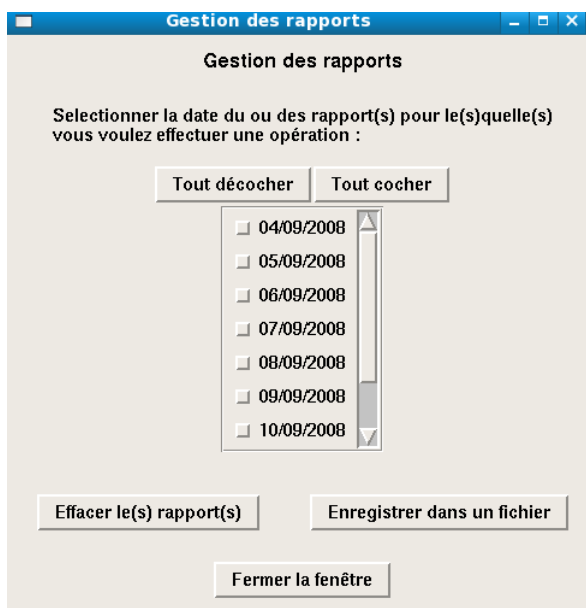 Gestion des rapports
Gestion des rapports
Selectionner la date du ou des rapport(s) pour le(s)quelle(s)
vous voulez effectuer une opération :
Tout décocher Tout cocher
04/09/2008
05/09/2008
06/09/2008
07/09/2008
08/09/2008
09/09/2008
10/09/2008
Effacer le(s) rapport(s) Enregistrer dans un fichier
Fermer la fenêtre